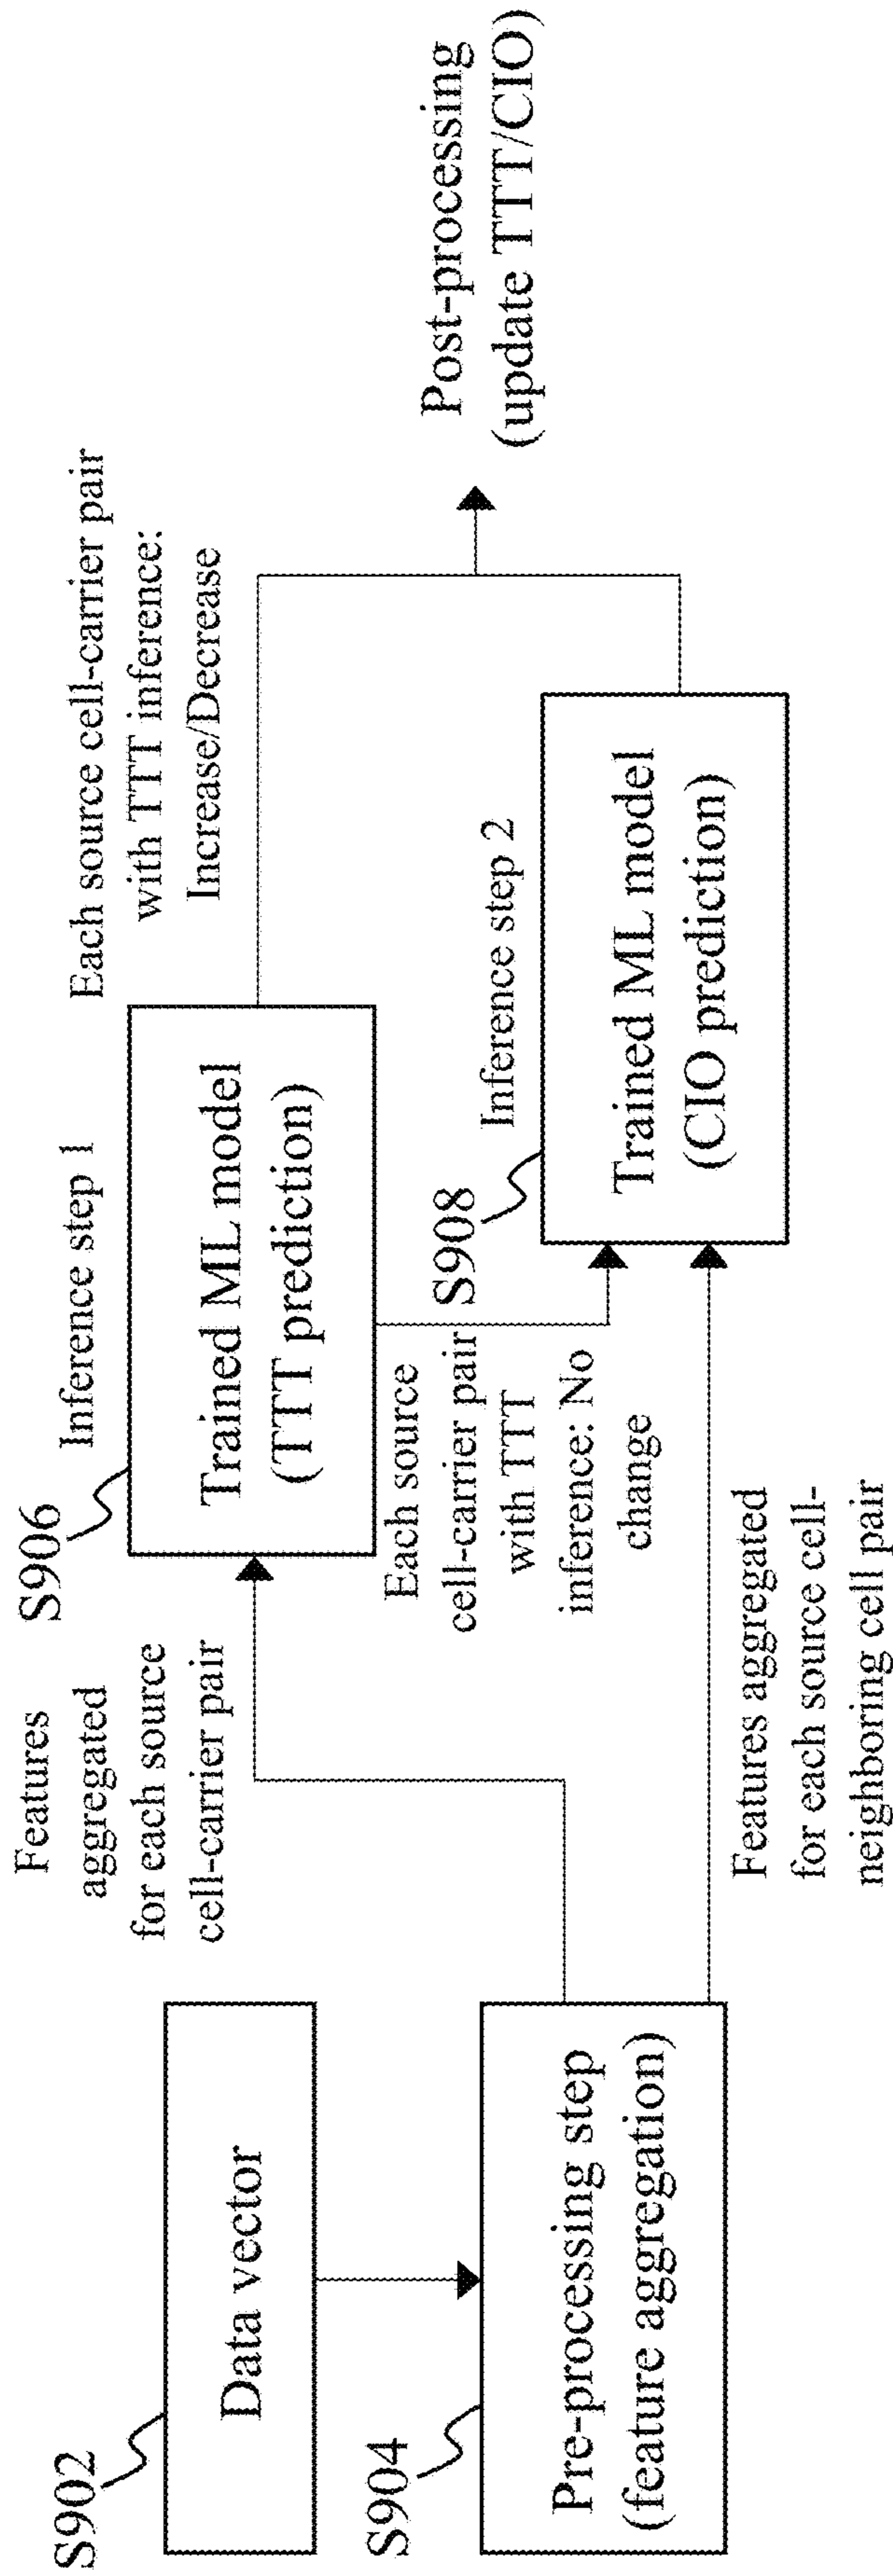 S902
Data vector
S904
Pre-processing step
(feature aggregation)
Features
aggregated
for each source
cell-carrier pair
Features aggregated
for each source cell-
neighboring cell pair
S906
Inference step 1
Trained ML model
(TTT prediction)
Each source
cell-carrier pair
with TTT
inference: No
change
S908
Inference step 2
Trained ML model
(CIO prediction)
Each source cell-carrier pair
with TTT inference:
Increase/Decrease
Post-processing
(update TTT/CIO)